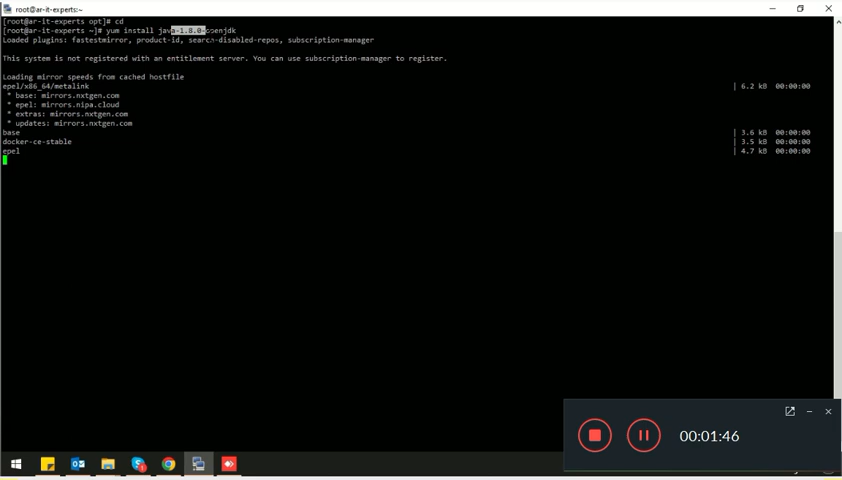 root@ar-it-experts:~
[root@ar-it-experts opt]# cd
[root@ar-it-experts ~]# yum install java-1.8.0-openjdk
Loaded plugins: fastestmirror, product-id, search-disabled-repos, subscription-manager
This system is not registered with an entitlement server. You can use subscription-manager to register.
Loading mirror speeds from cached hostfile
epel/x86_64/metalink | 6.2 kB 00:00:00
* base: mirrors.nxtgen.com
* epel: mirrors.nipa.cloud
* extras: mirrors.nxtgen.com
* updates: mirrors.nxtgen.com
base | 3.6 kB 00:00:00
docker-ce-stable | 3.5 kB 00:00:00
epel | 4.7 kB 00:00:00
00:01:46